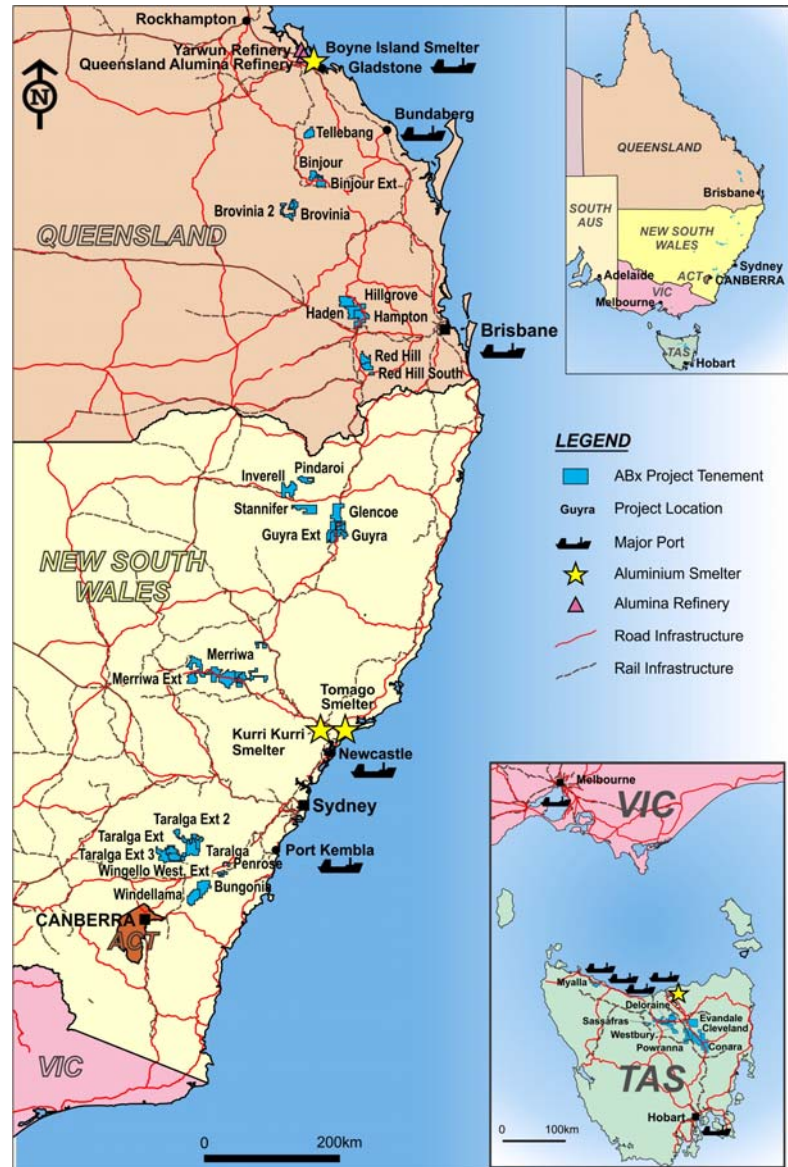 Rockhampton
Yarwun Refinery
Queensland Alumina Refinery
Boyne Island Smelter
Gladstone
N
Bundaberg
Tellebang
Binjour
Binjour Ext
Brovinia 2
Brovinia
QUEENSLAND
Hillgrove
Haden
Hampton
Brisbane
Red Hill
Red Hill South
Pindaroi
Inverell
Stannifer
Glencoe
Guyra Ext
Guyra
NEW SOUTH
WALES
Merriwa
Merriwa Ext
Tomago
Smelter
Kurri Kurri
Smelter
Newcastle
Sydney
Taralga Ext 2
Taralga Ext
Taralga Ext 3
Taralga
Penrose
Wingello West. Ext
Port Kembla
Windellama
Bungonia
CANBERRA
ACT
VIC
0
200km
QUEENSLAND
Brisbane
SOUTH
AUS
NEW SOUTH
WALES
Sydney
Adelaide
ACT
CANBERRA
VIC
Melbourne
TAS
Hobart
LEGEND
ABx Project Tenement
Guyra Project Location
Major Port
Aluminium Smelter
Alumina Refinery
Road Infrastructure
Rail Infrastructure
Melbourne
VIC
Myalla
Deloraine
Sassafras
Evandale
Cleveland
Westbury
Powranna
Conara
TAS
Hobart
0
100km